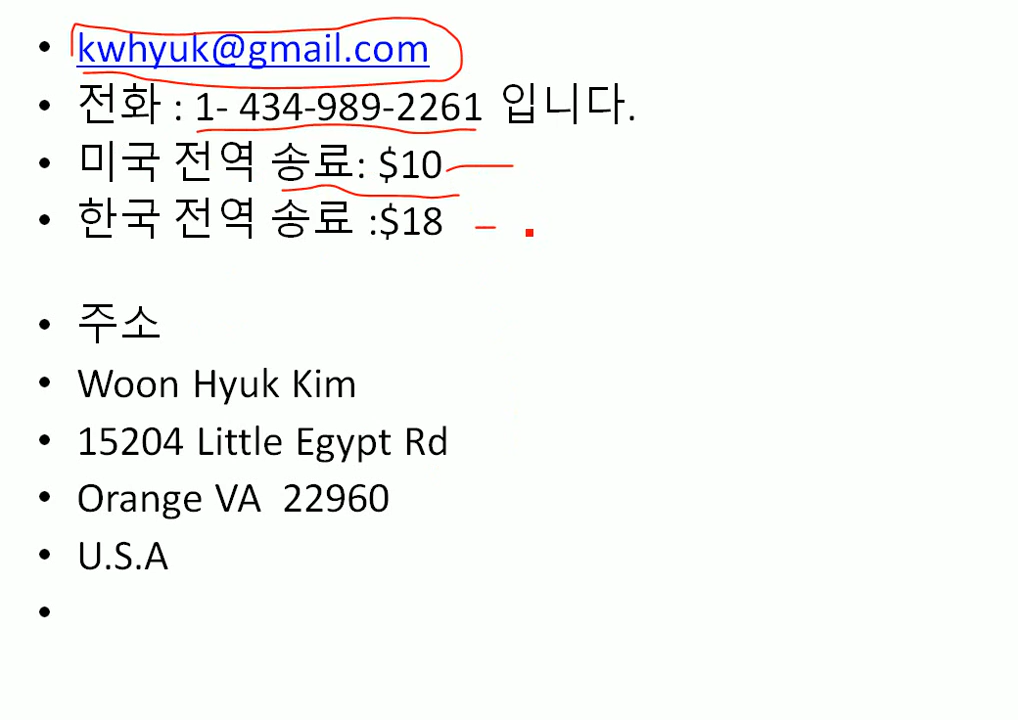 • kwhyuk@gmail.com
• 전화 : 1- 434-989-2261 입니다.
• 미국 전역 송료: $10
• 한국 전역 송료 :$18
• 주소
• Woon Hyuk Kim
• 15204 Little Egypt Rd
• Orange VA 22960
• U.S.A
•